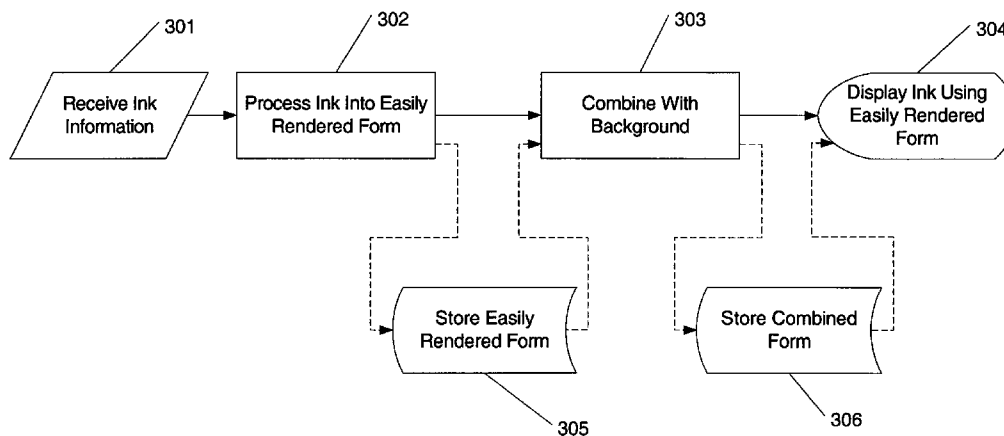 301
302
303
304
Receive Ink
Information
Process Ink Into Easily
Rendered Form
Combine With
Background
Display Ink Using
Easily Rendered
Form
Store Easily
Rendered Form
Store Combined
Form
305
306